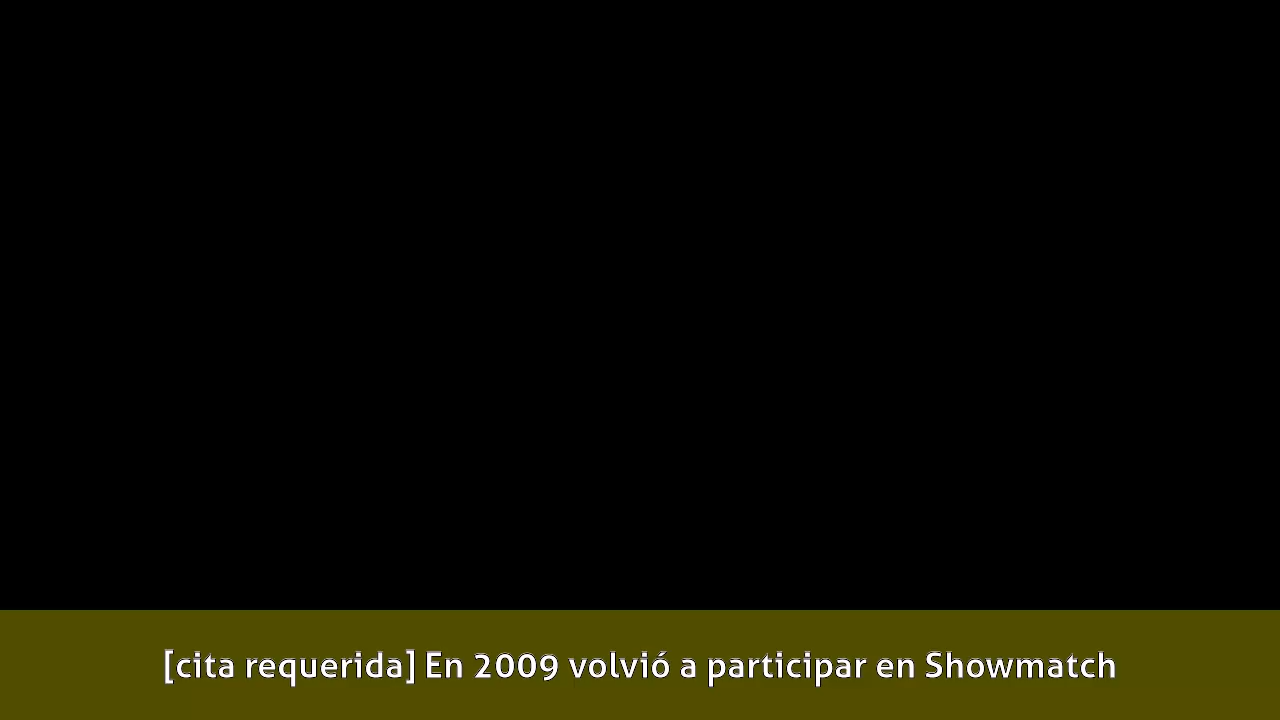 [cita requerida] En 2009 volvió a participar en Showmatch